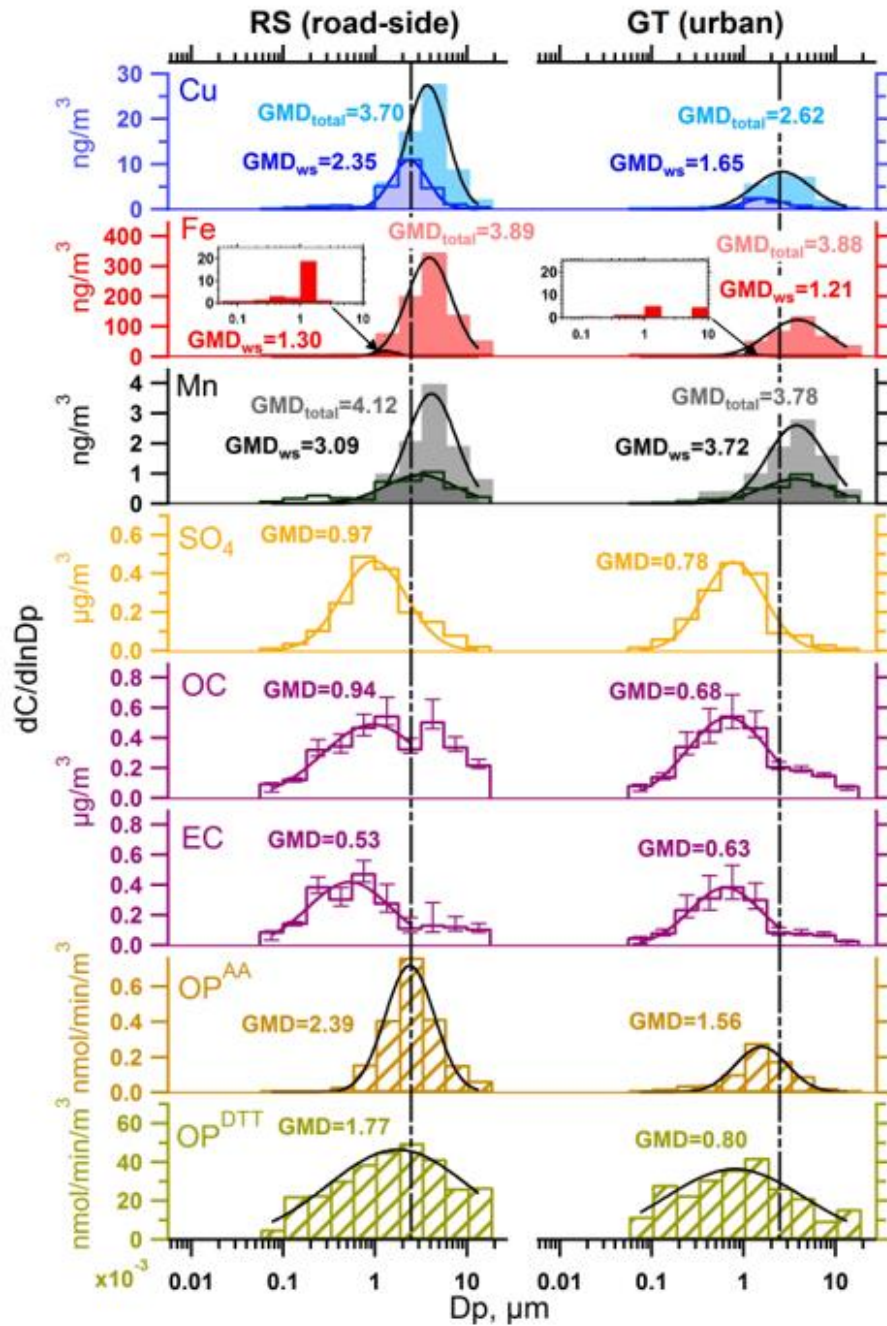 RS (road-side) GT (urban)
Cu
30
20
10
0
ng/m3
GMDtotal=3.70
GMDws=2.35
GMDtotal=2.62
GMDws=1.65
Fe
400
300
200
100
0
ng/m3
GMDtotal=3.89
GMDws=1.30
20
10
0
0.1 1 10
GMDtotal=3.88
GMDws=1.21
20
10
0
0.1 1 10
Mn
4
3
2
1
0
ng/m3
GMDtotal=4.12
GMDws=3.09
GMDtotal=3.78
GMDws=3.72
SO4
0.6
0.4
0.2
0.0
µg/m3
GMD=0.97
GMD=0.78
dC/dlnDp
OC
0.8
0.6
0.4
0.2
0.0
µg/m3
GMD=0.94
GMD=0.68
EC
0.8
0.6
0.4
0.2
0.0
GMD=0.53
GMD=0.63
OPAA
0.6
0.4
0.2
0.0
nmol/min/m3
GMD=2.39
GMD=1.56
OPDTT
60
40
20
0
nmol/min/m3
GMD=1.77
GMD=0.80
x10-3
0.01 0.1 1 10 0.01 0.1 1 10
Dp, µm